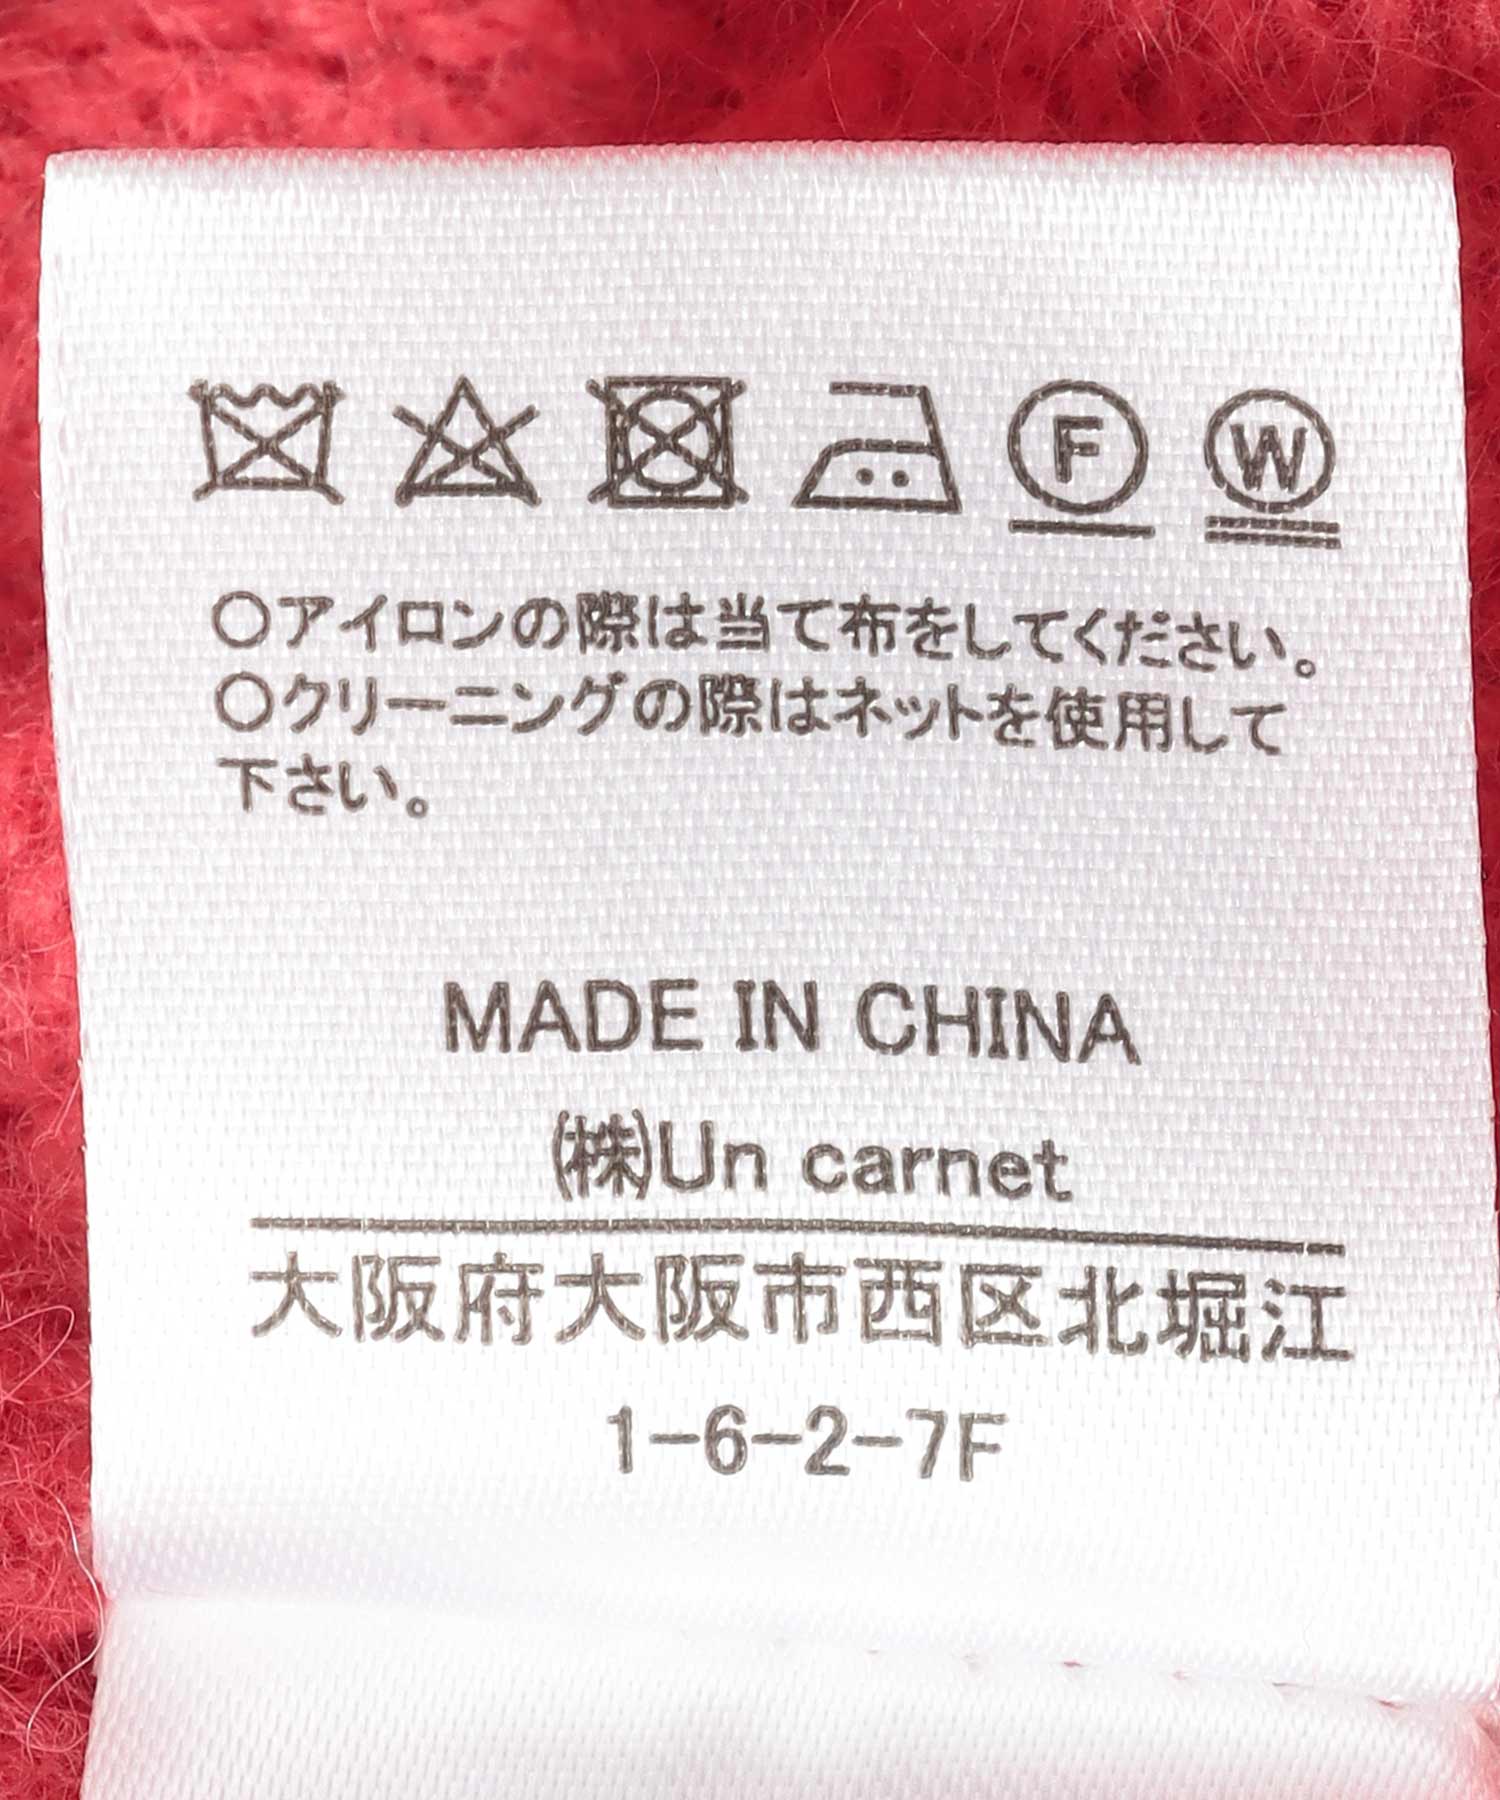 F W
〇アイロンの際は当て布をしてください。
〇クリーニングの際はネットを使用して
下さい。
MADE IN CHINA
㈱Un carnet
大阪府大阪市西区北堀江
1-6-2-7F